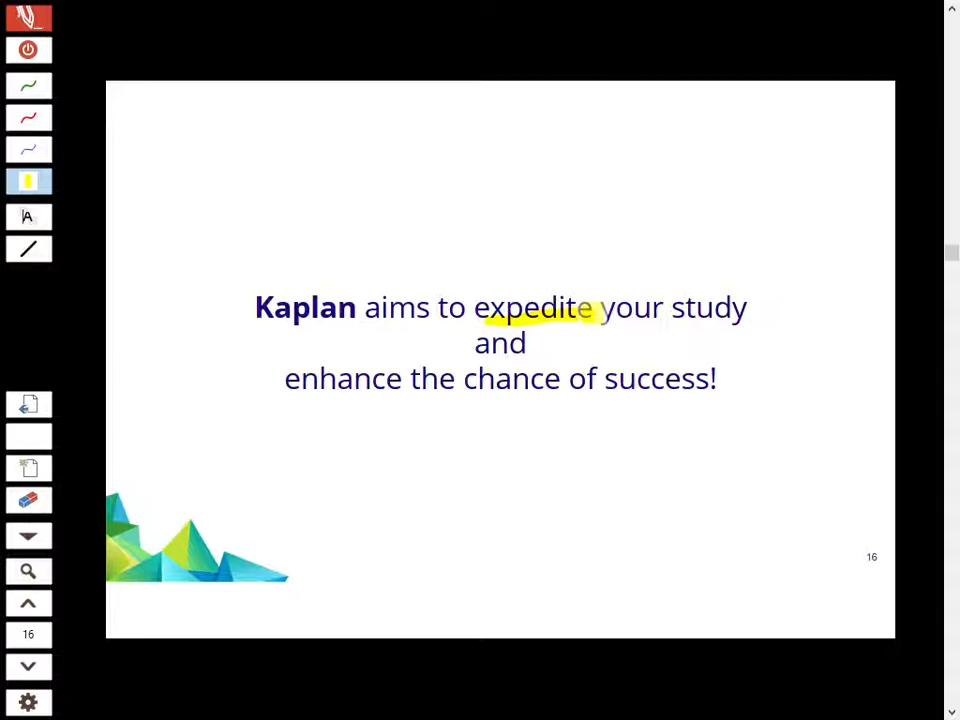 Kaplan aims to expedite your study
and
enhance the chance of success!
16
A
16